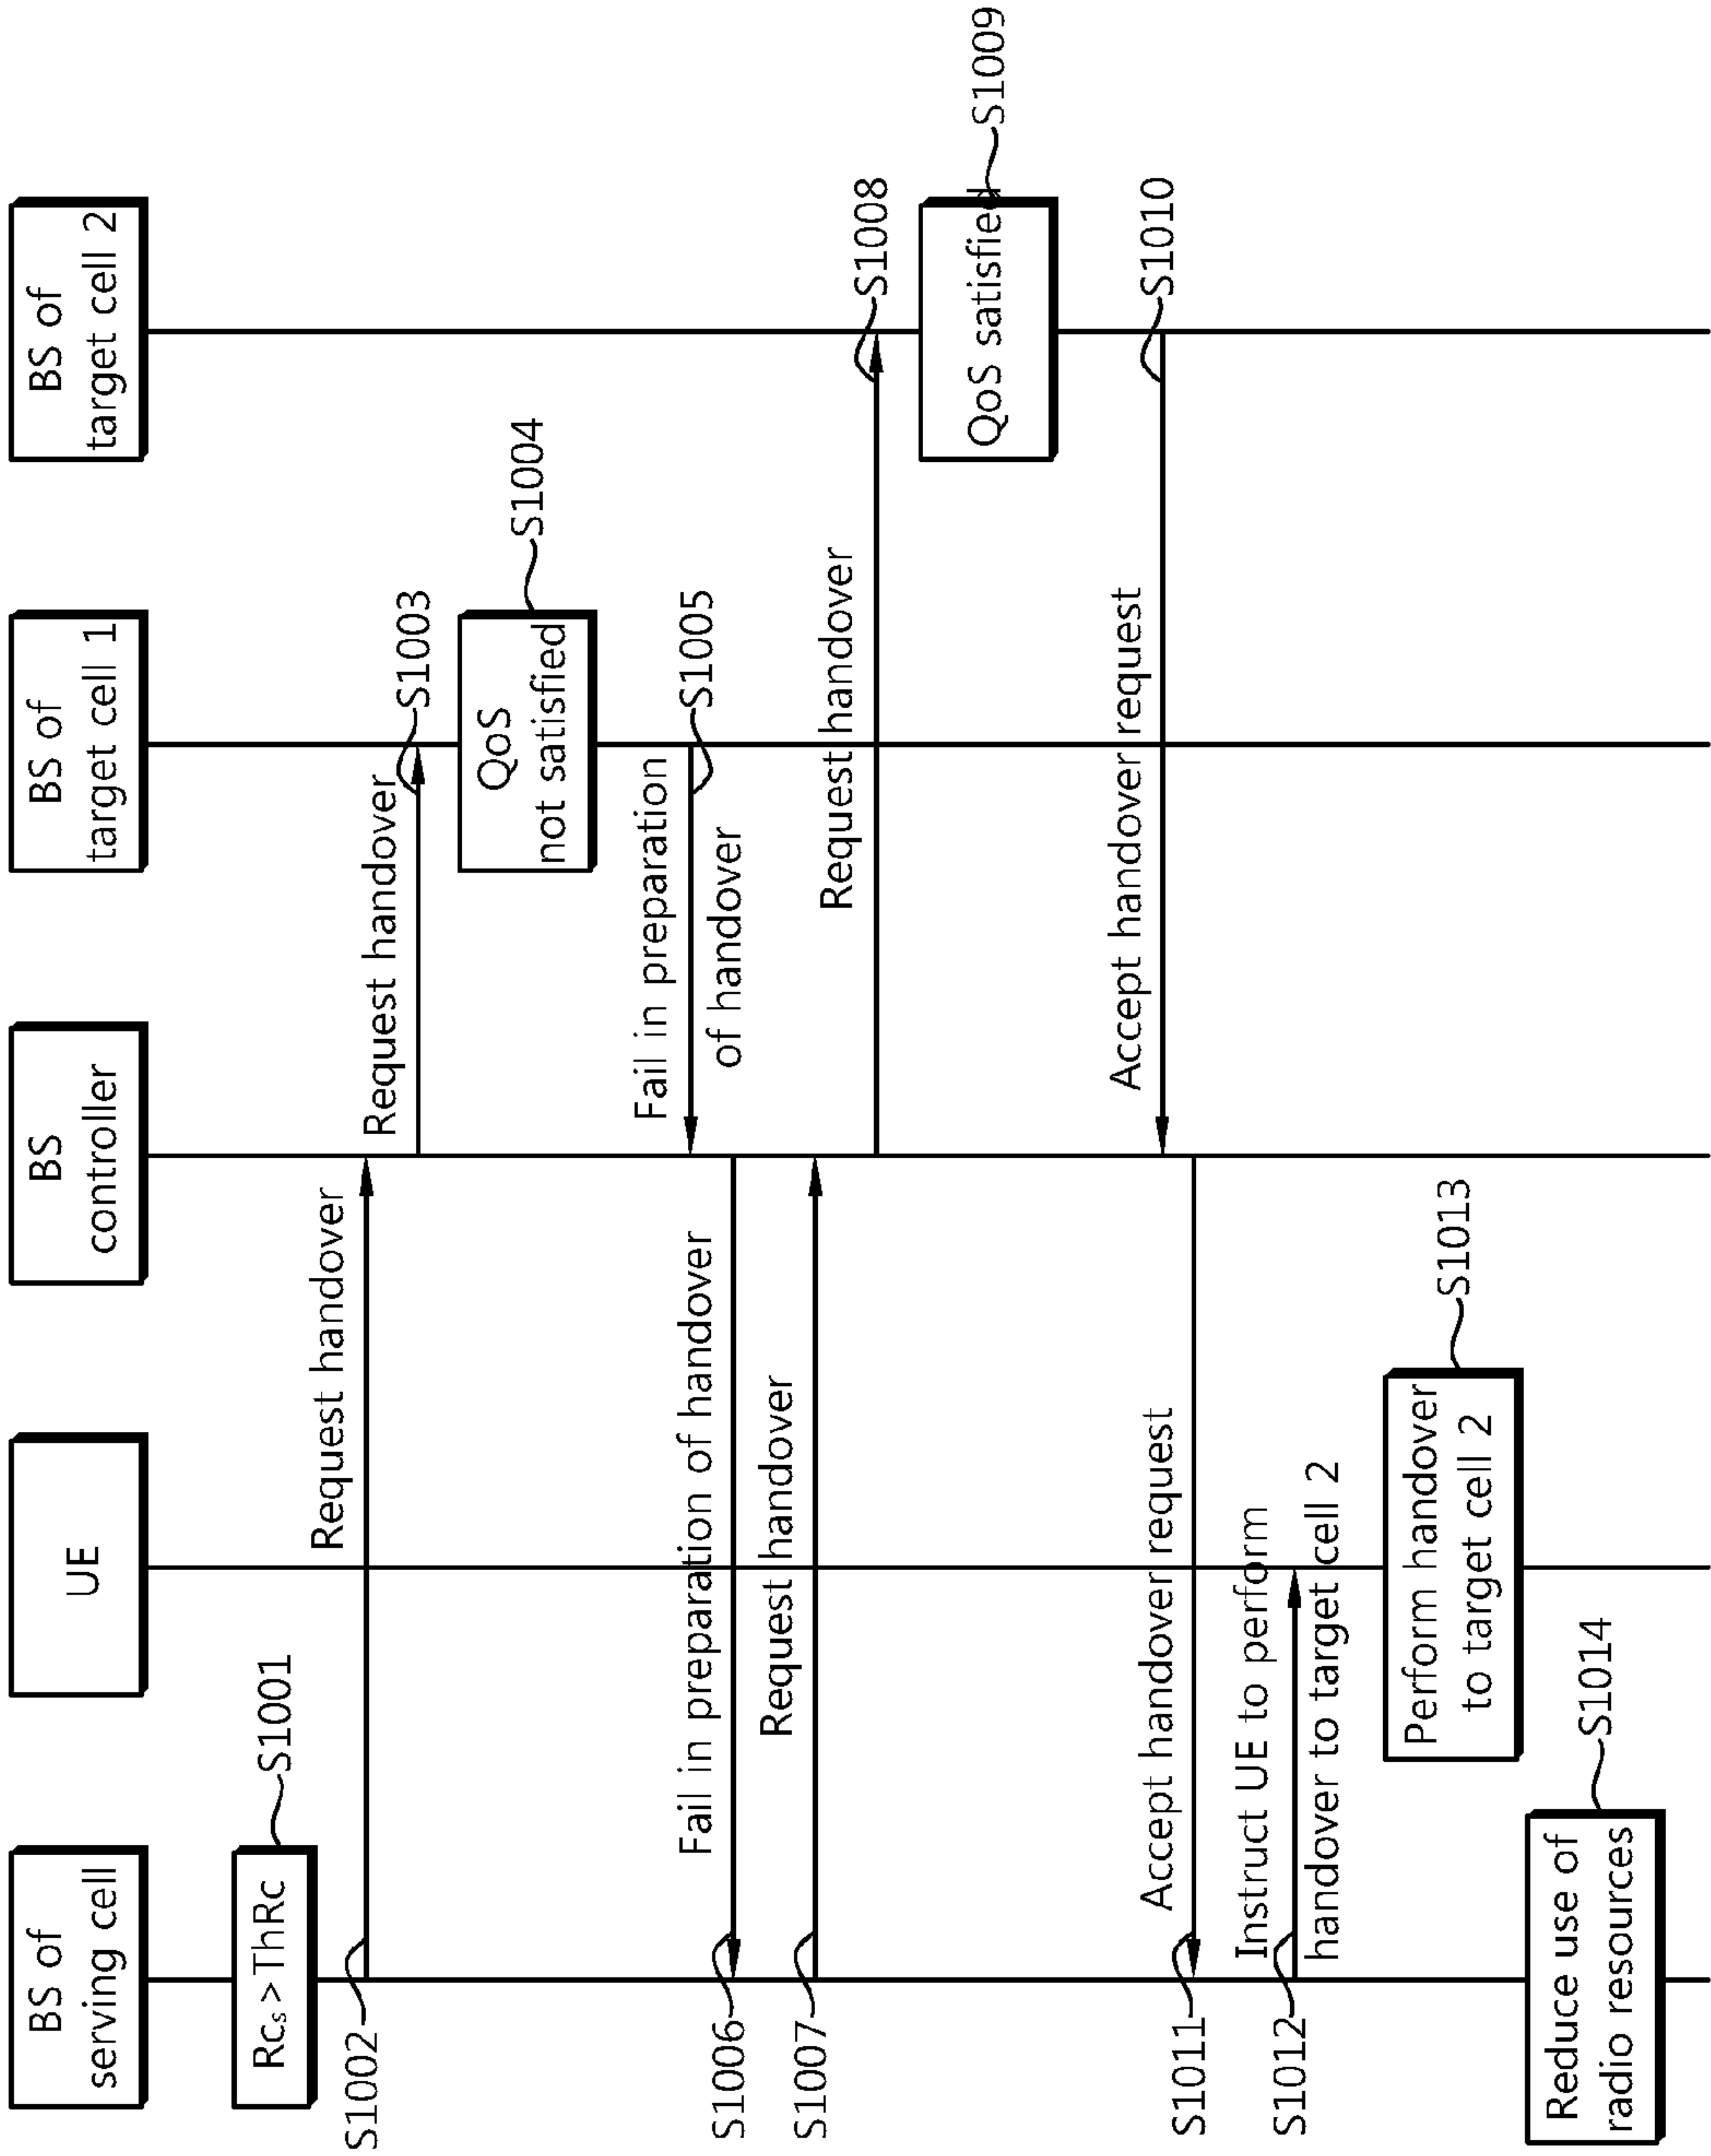 BS of
serving cell
UE
BS
controller
BS of
target cell 1
BS of
target cell 2
Rcs > ThRc
S1001
Request handover
S1002
Request handover
S1003
QoS
not satisfied
S1004
Fail in preparation
of handover
S1005
Fail in preparation of handover
S1006
Request handover
S1007
Request handover
S1008
QoS satisfied
S1009
Accept handover request
S1010
Accept handover request
S1011
Instruct UE to perform
handover to target cell 2
S1012
Perform handover
to target cell 2
S1013
Reduce use of
radio resources
S1014